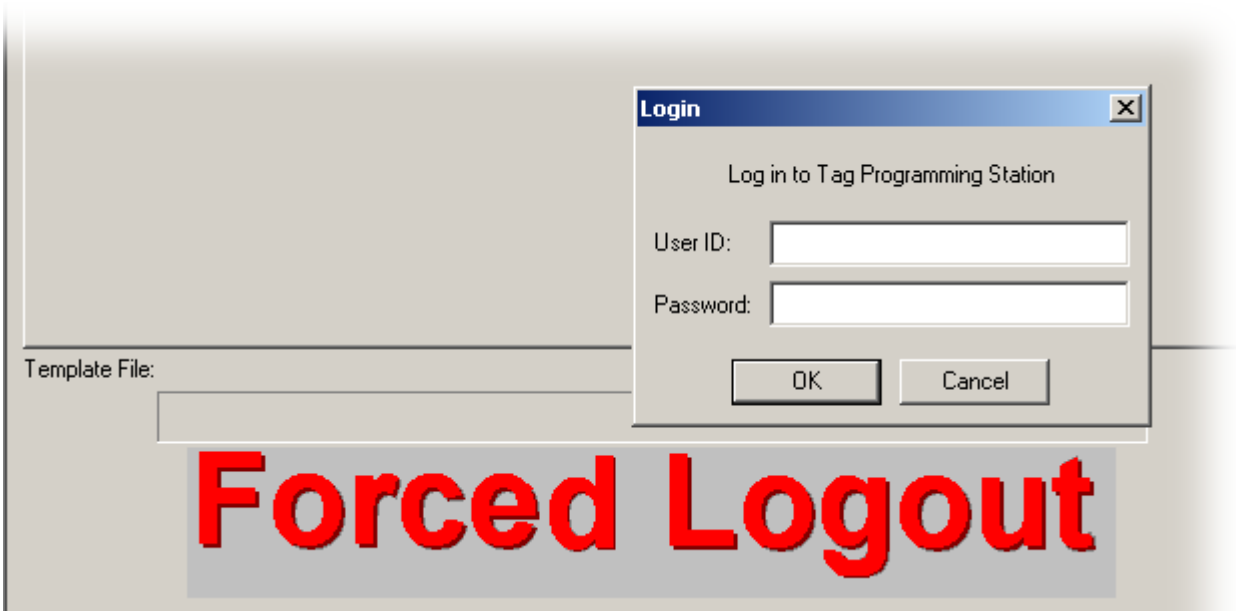 Login
Log in to Tag Programming Station
User ID:
Password:
OK Cancel
Template File:
Forced Logout